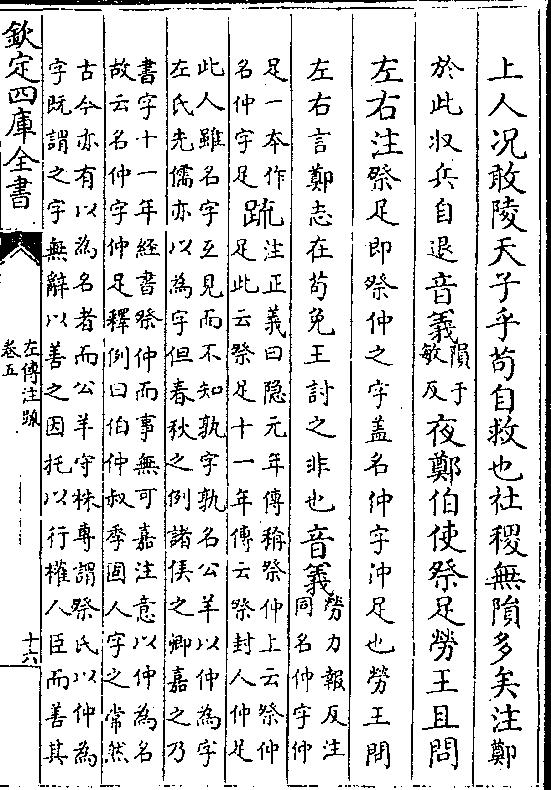 上人况敢陵天子乎茍自救也社稷無隕多矣注鄭
於此收兵自退音義隕于敏反夜鄭伯使祭足勞王且問
左右注祭足即祭仲之字蓋名仲字沖足也勞王問
左右言鄭志在茍免王討之非也音義勞力報反注同名仲字仲
足一本作名仲字足疏注正義曰隐元年傳稱祭仲上云祭仲足此云祭足十一年傳云祭封人仲足
此人雖名字互見而不知孰字孰名公羊以仲為字
左氏先儒亦以為字但春秋之例諸侯之卿嘉之乃
書字十一年經書祭仲而事無可嘉注意以仲為名
故云名仲字仲足釋例曰伯仲叔季固人字之常然
古今亦有以為名者而公羊守株專謂祭氏以仲為
字既謂之字無辭以善之因托以行權人臣而善其
欽定四庫全書
左傳注疏
卷五
十六